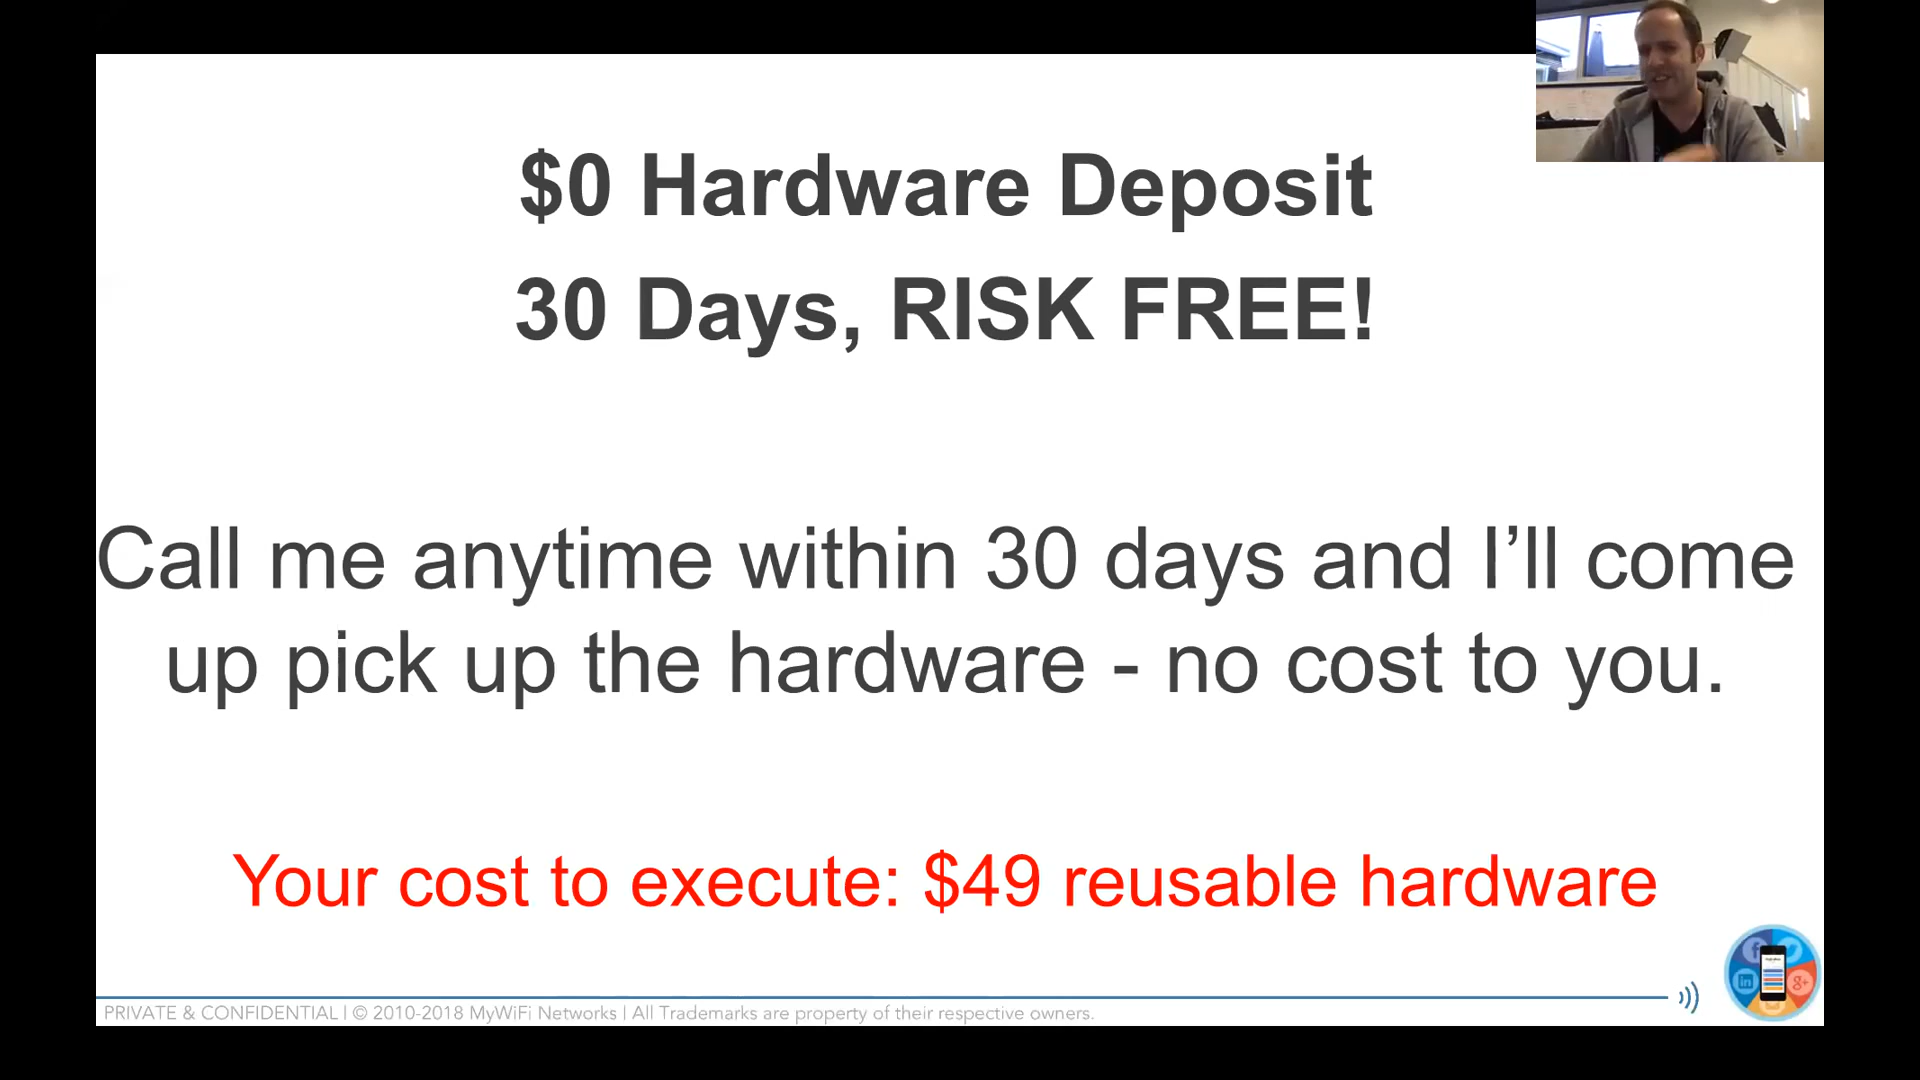 $0 Hardware Deposit
30 Days, RISK FREE!
Call me anytime within 30 days and I’ll come
up pick up the hardware - no cost to you.
Your cost to execute: $49 reusable hardware
PRIVATE & CONFIDENTIAL | © 2010-2018 MyWiFi Networks | All Trademarks are property of their respective owners.